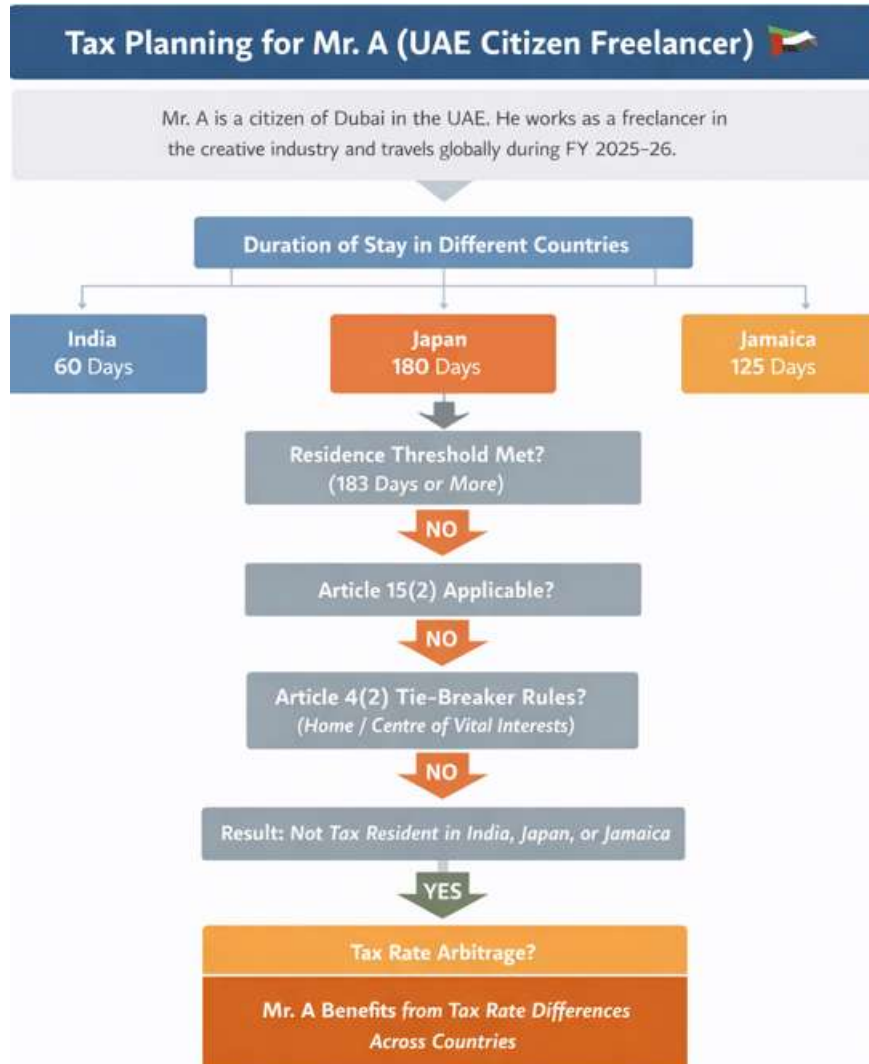 Tax Planning for Mr. A (UAE Citizen Freelancer)
Mr. A is a citizen of Dubai in the UAE. He works as a freelancer in
the creative industry and travels globally during FY 2025–26.
Duration of Stay in Different Countries
India
60 Days
Japan
180 Days
Jamaica
125 Days
Residence Threshold Met?
(183 Days or More)
NO
Article 15(2) Applicable?
NO
Article 4(2) Tie-Breaker Rules?
(Home / Centre of Vital Interests)
NO
Result: Not Tax Resident in India, Japan, or Jamaica
YES
Tax Rate Arbitrage?
Mr. A Benefits from Tax Rate Differences
Across Countries